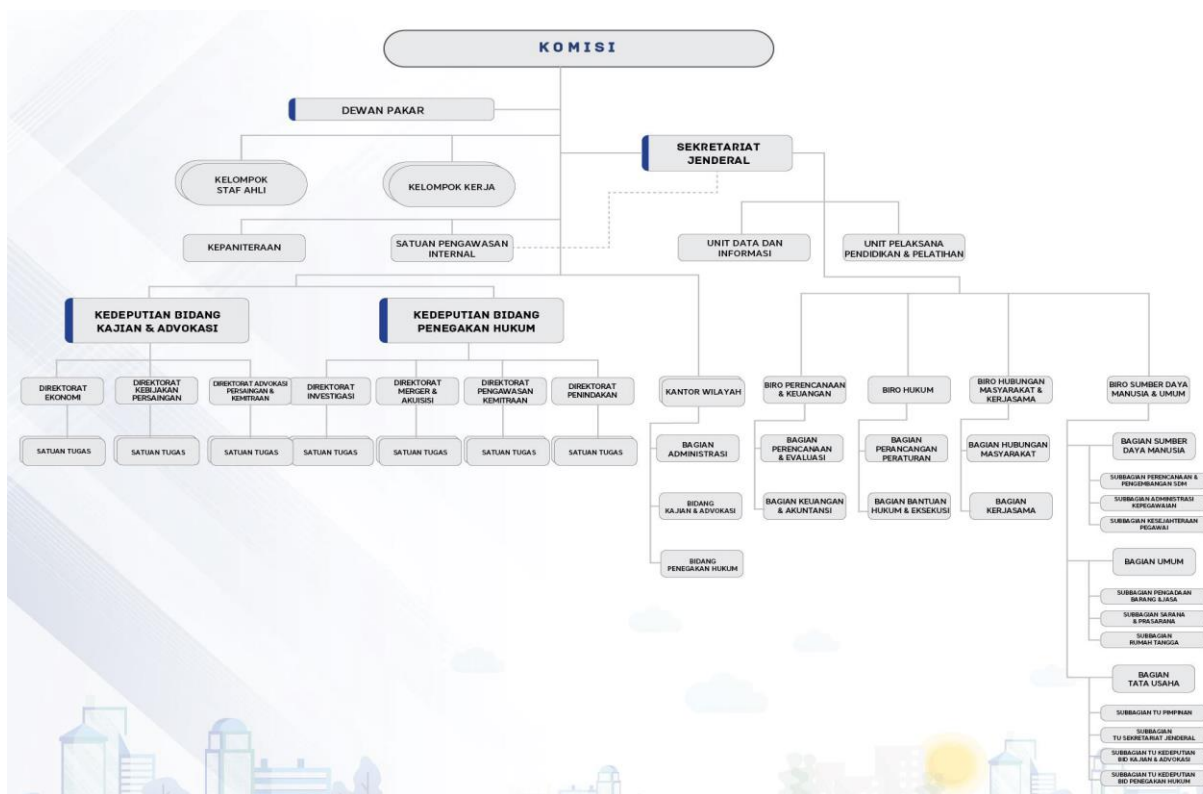 KOMISI
DEWAN PAKAR
SEKRETARIAT
JENDERAL
KELOMPOK
STAF AHLI
KELOMPOK KERJA
KEPANITERAAN
SATUAN PENGAWASAN
INTERNAL
UNIT DATA DAN
INFORMASI
UNIT PELAKSANA
PENDIDIKAN & PELATIHAN
KEDEPUTIAN BIDANG
KAJIAN & ADVOKASI
KEDEPUTIAN BIDANG
PENEGAKAN HUKUM
DIREKTORAT
EKONOMI
DIREKTORAT
KEBIJAKAN
PERSAINGAN
DIREKTORAT ADVOKASI
PERSAINGAN &
KEMITRAAN
DIREKTORAT
INVESTIGASI
DIREKTORAT
MERGER &
AKUISISI
DIREKTORAT
PENGAWASAN
KEMITRAAN
DIREKTORAT
PENINDAKAN
KANTOR WILAYAH
BIRO PERENCANAAN
& KEUANGAN
BIRO HUKUM
BIRO HUBUNGAN
MASYARAKAT &
KERJASAMA
BIRO SUMBER DAYA
MANUSIA & UMUM
SATUAN TUGAS
SATUAN TUGAS
SATUAN TUGAS
SATUAN TUGAS
SATUAN TUGAS
SATUAN TUGAS
SATUAN TUGAS
BAGIAN
ADMINISTRASI
BIDANG
KAJIAN & ADVOKASI
BIDANG
PENEGAKAN HUKUM
BAGIAN
PERENCANAAN
& EVALUASI
BAGIAN KEUANGAN
& AKUNTANSI
BAGIAN
PERANCANGAN
PERATURAN
BAGIAN BANTUAN
HUKUM & EKSEKUSI
BAGIAN HUBUNGAN
MASYARAKAT
BAGIAN
KERJASAMA
BAGIAN SUMBER
DAYA MANUSIA
SUBBAGIAN PERENCANAAN &
PENGEMBANGAN SDM
SUBBAGIAN ADMINISTRASI
KEPEGAWAIAN
SUBBAGIAN KESEJAHTERAAN
PEGAWAI
BAGIAN UMUM
SUBBAGIAN PENGADAAN
BARANG &JASA
SUBBAGIAN SARANA
& PRASARANA
SUBBAGIAN
RUMAH TANGGA
BAGIAN
TATA USAHA
SUBBAGIAN TU PIMPINAN
SUBBAGIAN
TU SEKRETARIAT JENDERAL
SUBBAGIAN TU KEDEPUTIAN
BID KAJIAN & ADVOKASI
SUBBAGIAN TU KEDEPUTIAN
BID PENEGAKAN HUKUM